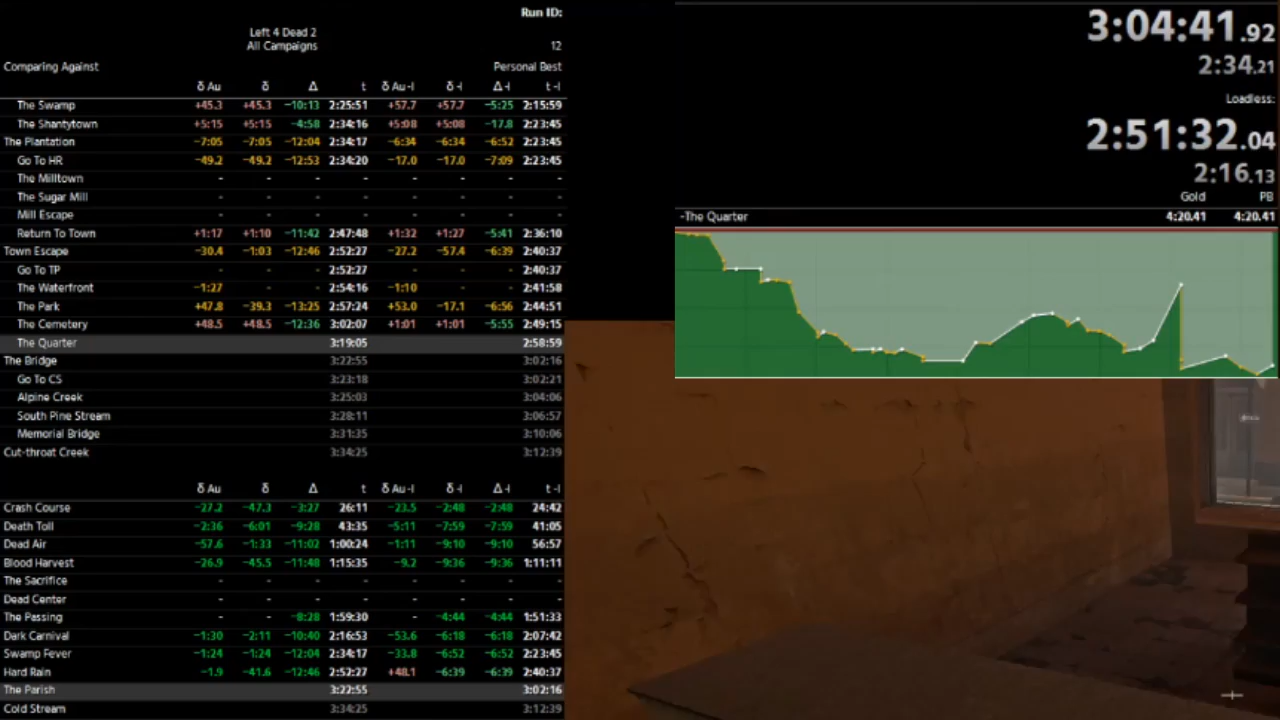 Run ID:
Left 4 Dead 2
All Campaigns
12
Comparing Against Personal Best
δ Au δ Δ t δ Au-l δ -l Δ -l t -l
The Swamp +45.3 +45.3 −10:13 2:25:51 +57.7 +57.7 −5:25 2:15:59
The Shantytown +5:15 +5:15 −4:58 2:34:16 +5:08 +5:08 −17.8 2:23:45
The Plantation −7:05 −7:05 −12:04 2:34:17 −6:34 −6:34 −6:52 2:23:45
Go To HR −49.2 −49.2 −12:53 2:34:20 −17.0 −17.0 −7:09 2:23:45
The Milltown - - - - - - - -
The Sugar Mill - - - - - - - -
Mill Escape - - - - - - - -
Return To Town +1:17 +1:10 −11:42 2:47:48 +1:32 +1:27 −5:41 2:36:10
Town Escape −30.4 −1:03 −12:46 2:52:27 −27.2 −57.4 −6:39 2:40:37
Go To TP - - - 2:52:27 - - - 2:40:37
The Waterfront −1:27 - - 2:54:16 −1:10 - - 2:41:58
The Park +47.8 −39.3 −13:25 2:57:24 +53.0 −17.1 −6:56 2:44:51
The Cemetery +48.5 +48.5 −12:36 3:02:07 +1:01 +1:01 −5:55 2:49:15
The Quarter 3:19:05 2:58:59
The Bridge 3:22:55 3:02:16
Go To CS 3:23:18 3:02:21
Alpine Creek 3:25:03 3:04:06
South Pine Stream 3:28:11 3:06:57
Memorial Bridge 3:31:35 3:10:06
Cut-throat Creek 3:34:25 3:12:39
δ Au δ Δ t δ Au-l δ -l Δ -l t -l
Crash Course −27.2 −47.3 −3:27 26:11 −23.5 −2:48 −2:48 24:42
Death Toll −2:36 −6:01 −9:28 43:35 −5:11 −7:59 −7:59 41:05
Dead Air −57.6 −1:33 −11:02 1:00:24 −1:11 −9:10 −9:10 56:57
Blood Harvest −26.9 −45.5 −11:48 1:15:35 −9.2 −9:36 −9:36 1:11:11
The Sacrifice - - - - - - - -
Dead Center - - - - - - - -
The Passing - - −8:28 1:59:30 - −4:44 −4:44 1:51:33
Dark Carnival −1:30 −2:11 −10:40 2:16:53 −53.6 −6:18 −6:18 2:07:42
Swamp Fever −1:24 −1:24 −12:04 2:34:17 −33.8 −6:52 −6:52 2:23:45
Hard Rain −1.9 −41.6 −12:46 2:52:27 +48.1 −6:39 −6:39 2:40:37
The Parish 3:22:55 3:02:16
Cold Stream 3:34:25 3:12:39
3:04:41.92
2:34.21
Loadless:
2:51:32.04
2:16.13
Gold PB
-The Quarter 4:20.41 4:20.41